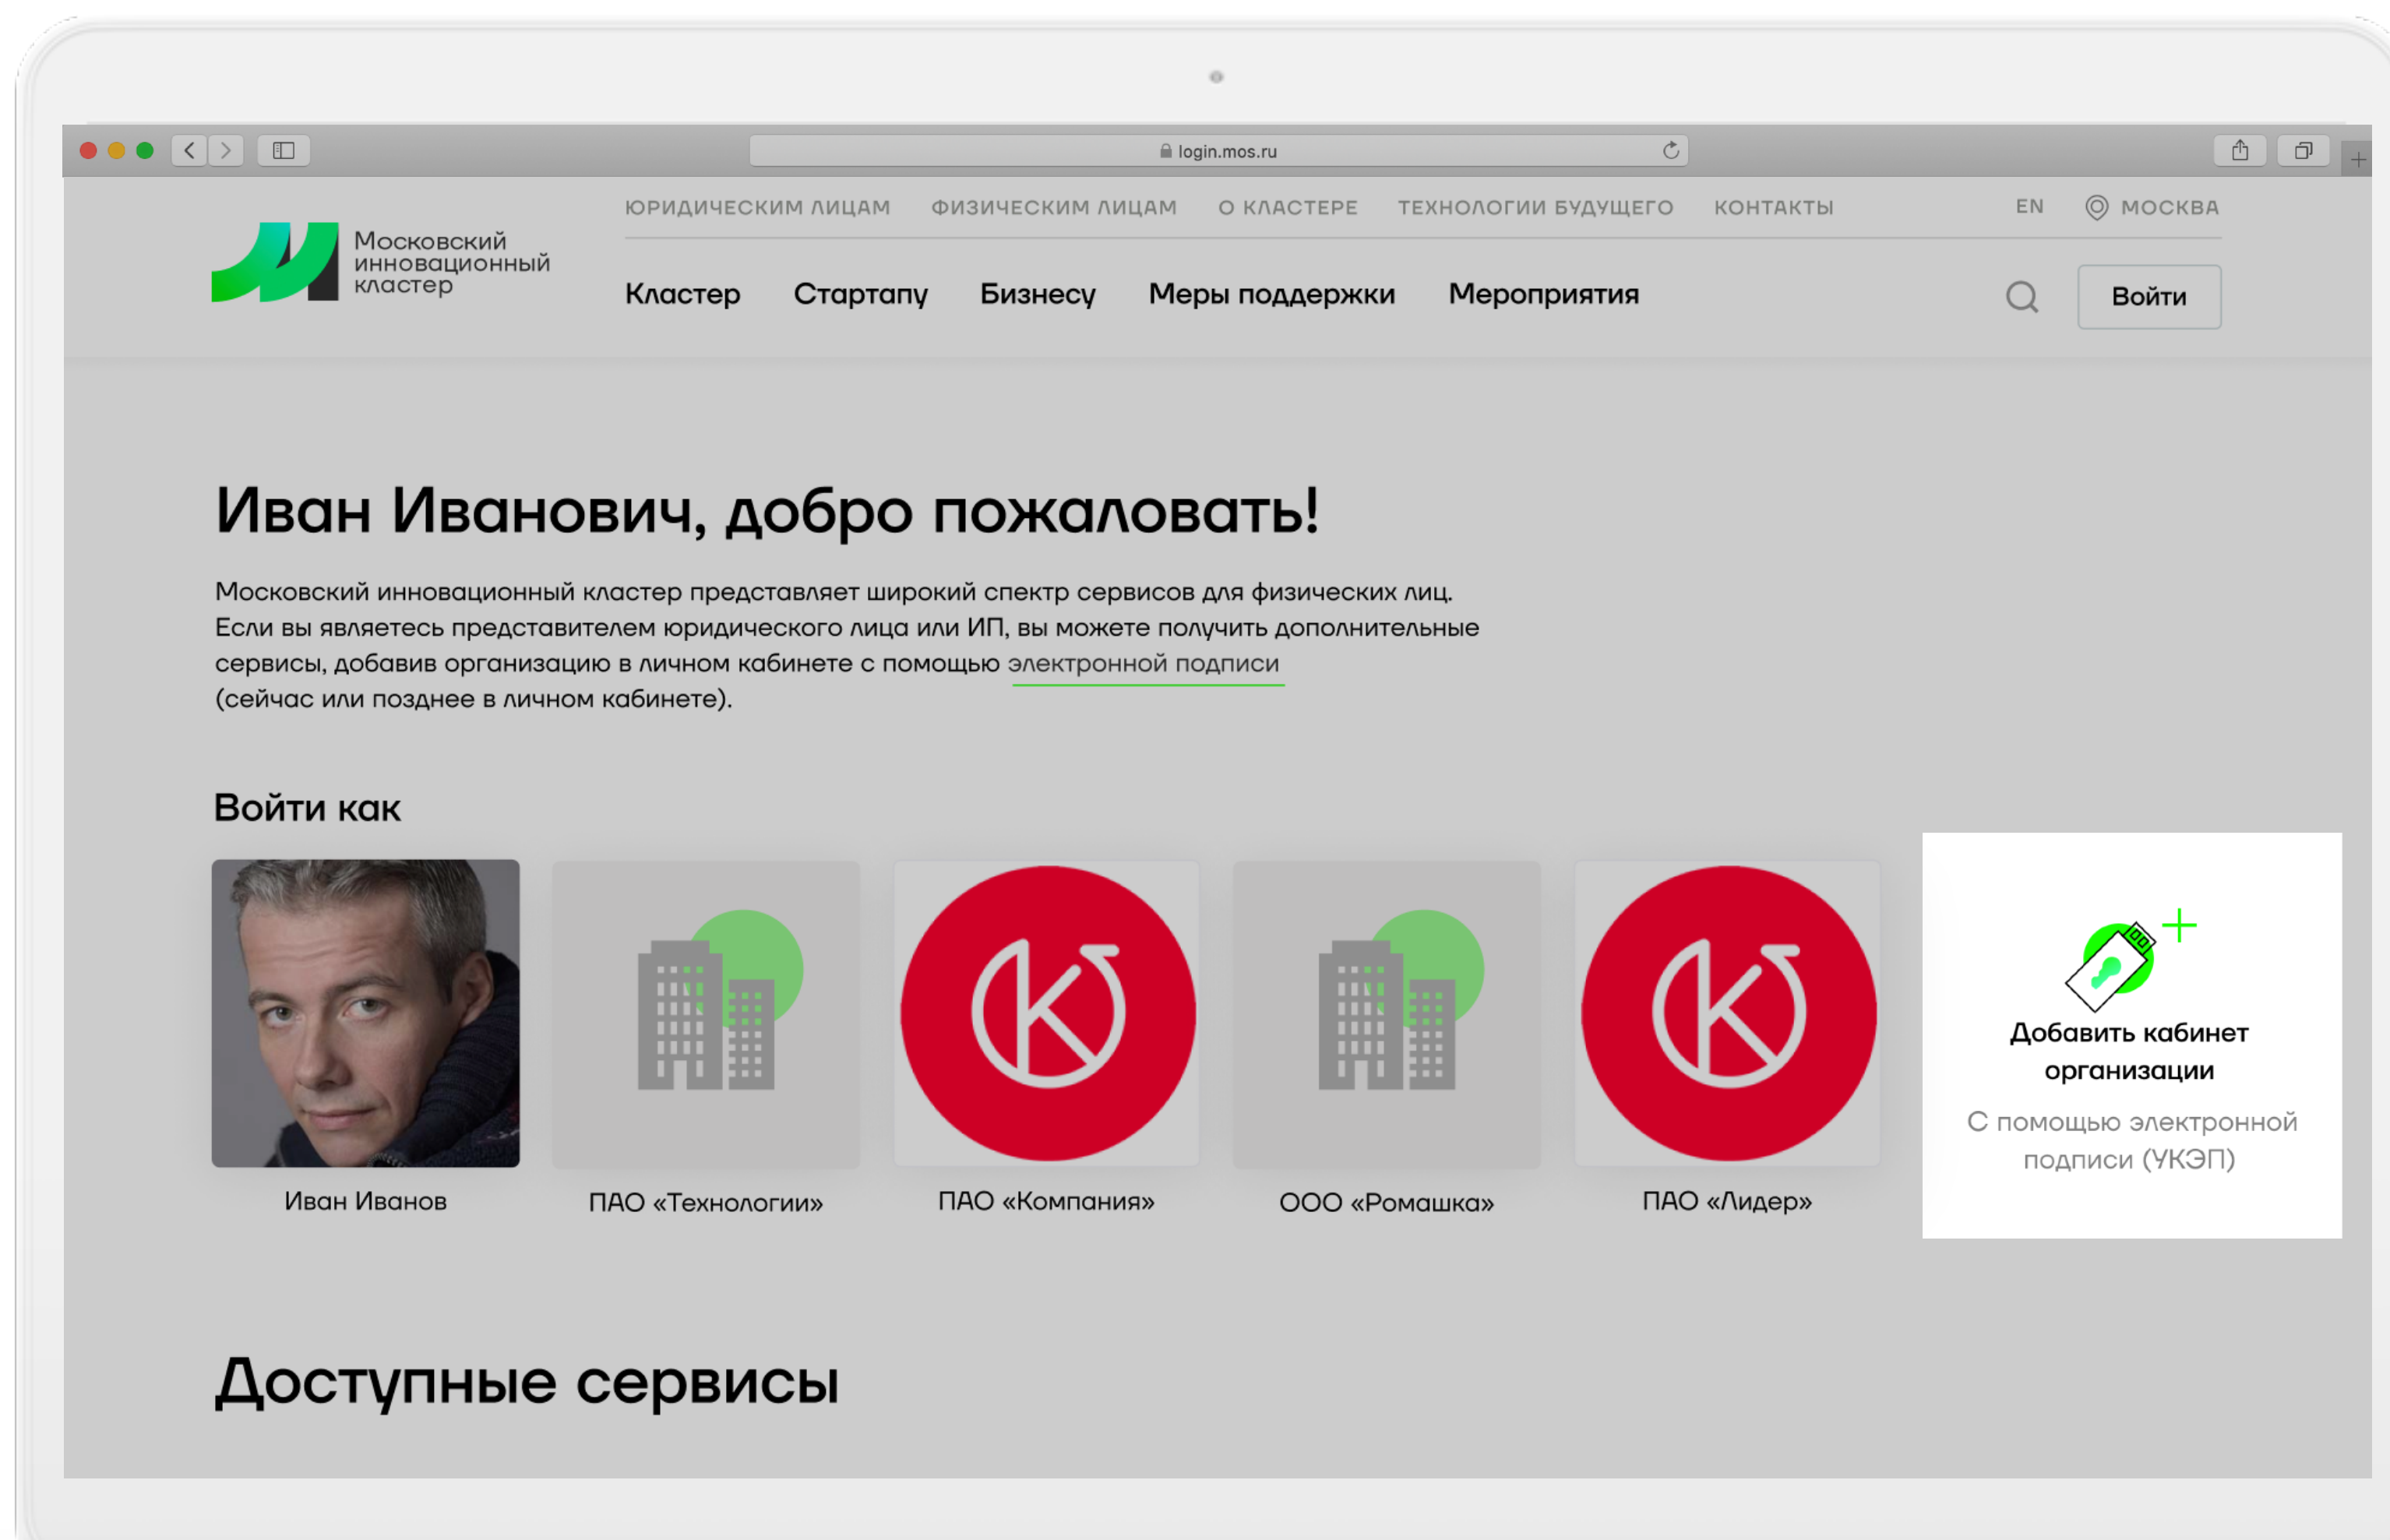 login.mos.ru
ЮРИДИЧЕСКИМ ЛИЦАМ ФИЗИЧЕСКИМ ЛИЦАМ О КЛАСТЕРЕ ТЕХНОЛОГИИ БУДУЩЕГО КОНТАКТЫ EN МОСКВА
Московский
инновационный
кластер
Кластер Стартапу Бизнесу Меры поддержки Мероприятия Войти
Иван Иванович, добро пожаловать!
Московский инновационный кластер представляет широкий спектр сервисов для физических лиц.
Если вы являетесь представителем юридического лица или ИП, вы можете получить дополнительные
сервисы, добавив организацию в личном кабинете с помощью электронной подписи
(сейчас или позднее в личном кабинете).
Войти как
Иван Иванов
ПАО «Технологии»
ПАО «Компания»
ООО «Ромашка»
ПАО «Лидер»
Добавить кабинет
организации
С помощью электронной
подписи (УКЭП)
Доступные сервисы